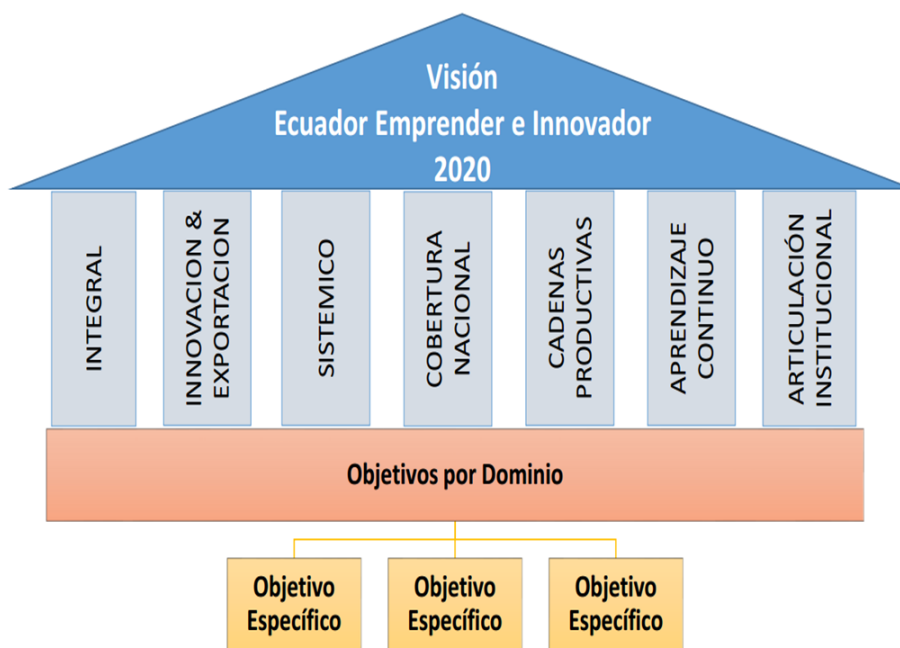 Visión
Ecuador Emprender e Innovador
2020
INTEGRAL
INNOVACION &
EXPORTACION
SISTEMICO
COBERTURA
NACIONAL
CADENAS
PRODUCTIVAS
APRENDIZAJE
CONTINUO
ARTICULACIÓN
INSTITUCIONAL
Objetivos por Dominio
Objetivo
Específico
Objetivo
Específico
Objetivo
Específico